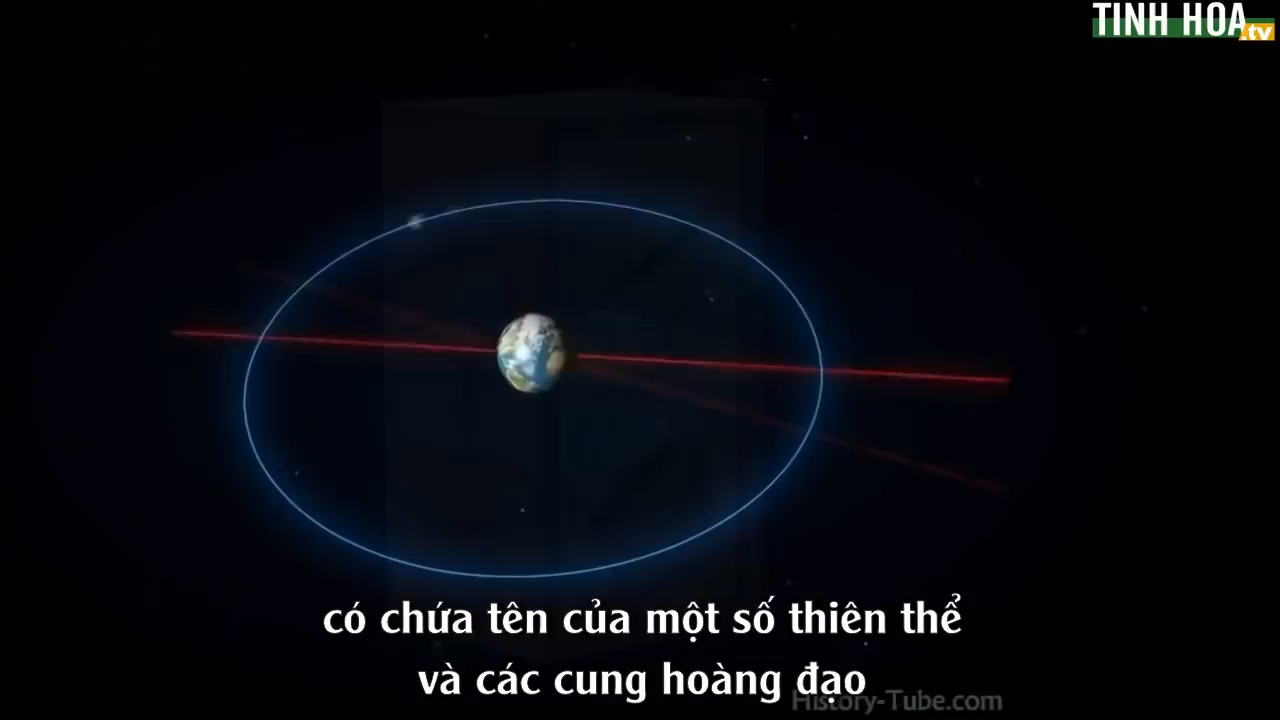 TINH HOA
.tv
có chứa tên của một số thiên thể
và các cung hoàng đạo
History-Tube.com